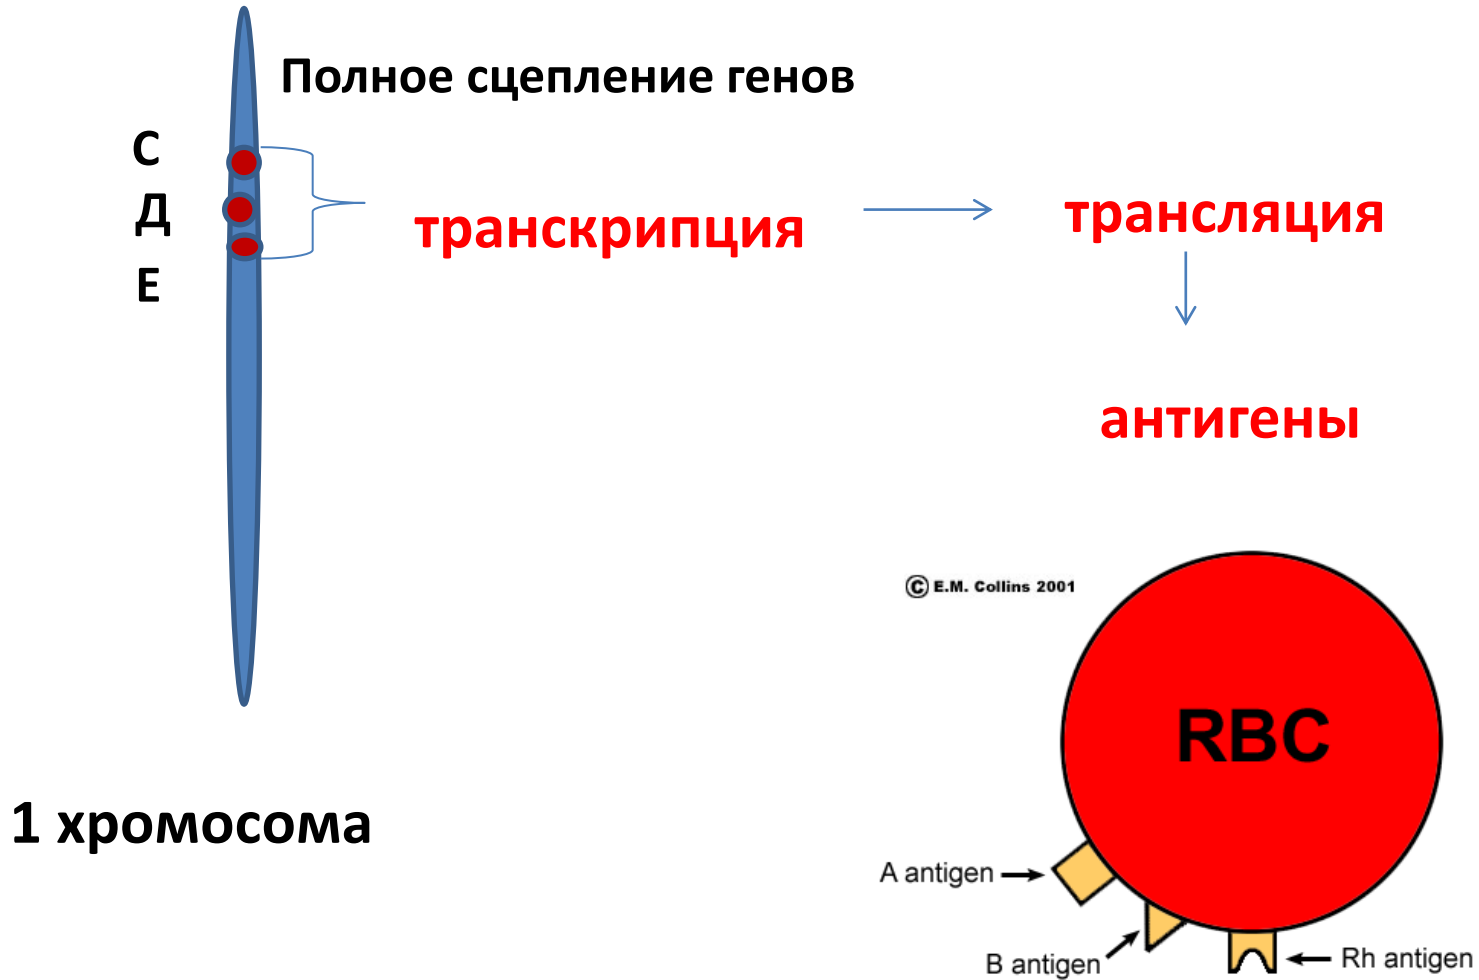 Полное сцепление генов
С
Д
Е
транскрипция
трансляция
антигены
© E.M. Collins 2001
RBC
1 хромосома
A antigen
B antigen
Rh antigen